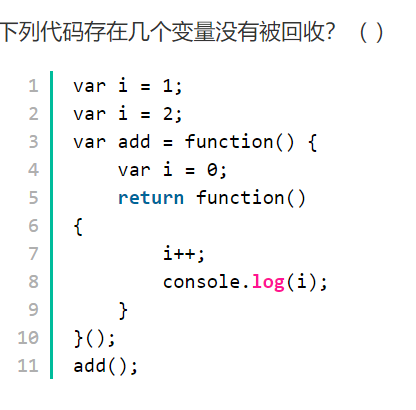 下列代码存在几个变量没有被回收？（ ）
1 var i = 1;
2 var i = 2;
3 var add = function() {
4     var i = 0;
5     return function()
6 {
7         i++;
8         console.log(i);
9     }
10 }();
11 add();